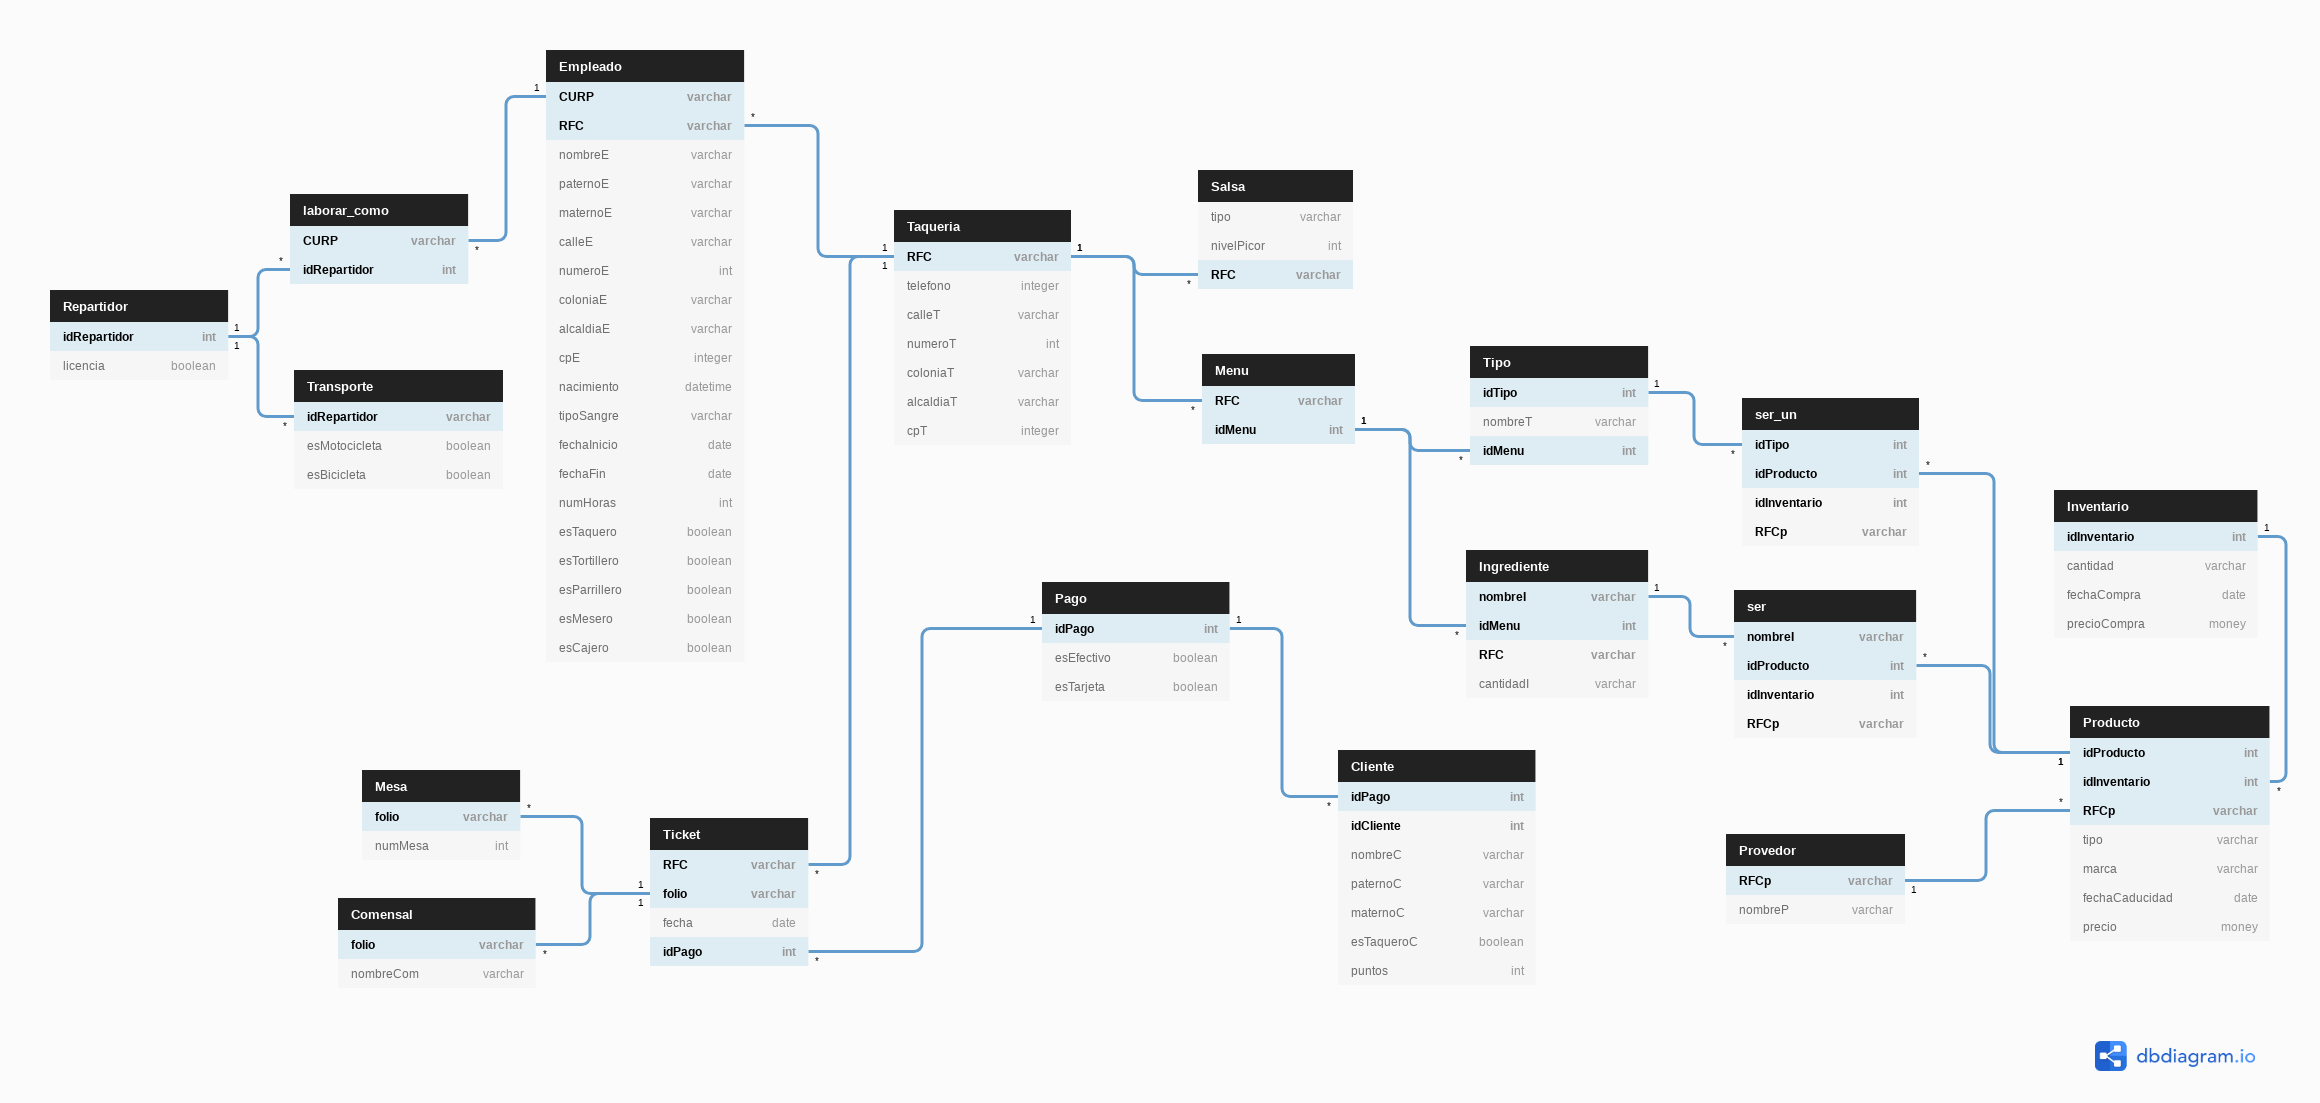 Empleado
CURP varchar
RFC varchar
nombreE varchar
paternoE varchar
maternoE varchar
calleE varchar
numeroE int
coloniaE varchar
alcaldiaE varchar
cpE integer
nacimiento datetime
tipoSangre varchar
fechaInicio date
fechaFin date
numHoras int
esTaquero boolean
esTortillero boolean
esParrillero boolean
esMesero boolean
esCajero boolean
1
*
laborar_como
CURP varchar
idRepartidor int
*
*
Repartidor
idRepartidor int
licencia boolean
1
1
Transporte
idRepartidor varchar
esMotocicleta boolean
esBicicleta boolean
*
Taqueria
RFC varchar
telefono integer
calleT varchar
numeroT int
coloniaT varchar
alcaldiaT varchar
cpT integer
1
1
1
Salsa
tipo varchar
nivelPicor int
RFC varchar
*
Menu
RFC varchar
idMenu int
*
1
Tipo
idTipo int
nombreT varchar
idMenu int
1
*
ser_un
idTipo int
idProducto int
idInventario int
RFCp varchar
*
*
Inventario
idInventario int
cantidad varchar
fechaCompra date
precioCompra money
1
Ingrediente
nombreI varchar
idMenu int
RFC varchar
cantidadI varchar
1
*
ser
nombreI varchar
idProducto int
idInventario int
RFCp varchar
*
*
Pago
idPago int
esEfectivo boolean
esTarjeta boolean
1
1
Producto
idProducto int
idInventario int
RFCp varchar
tipo varchar
marca varchar
fechaCaducidad date
precio money
1
*
*
Cliente
idPago int
idCliente int
nombreC varchar
paternoC varchar
maternoC varchar
esTaqueroC boolean
puntos int
*
Provedor
RFCp varchar
nombreP varchar
1
Mesa
folio varchar
numMesa int
*
Ticket
RFC varchar
folio varchar
fecha date
idPago int
1
1
*
*
Comensal
folio varchar
nombreCom varchar
*
dbdiagram.io